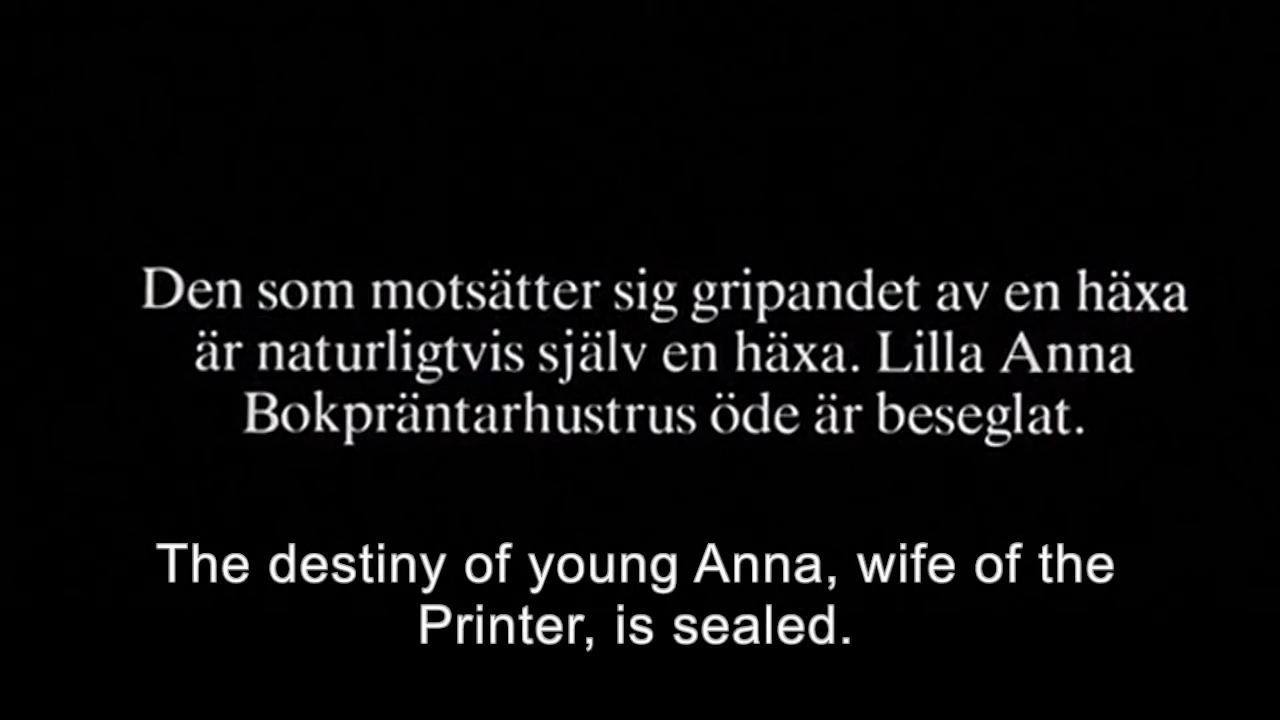 Den som motsätter sig gripandet av en häxa
är naturligtvis själv en häxa. Lilla Anna
Bokpräntarhustrus öde är beseglat.
The destiny of young Anna, wife of the
Printer, is sealed.